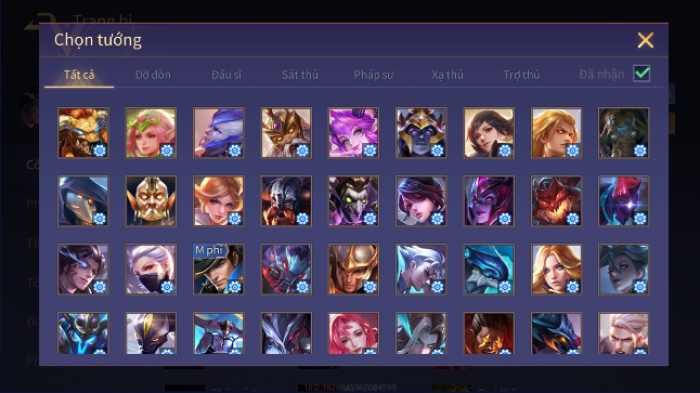 Trang bị
Chọn tướng
Tất cả
Đỡ đòn
Đấu sĩ
Sát thủ
Pháp sư
Xạ thủ
Trợ thủ
Đã nhận
M phí